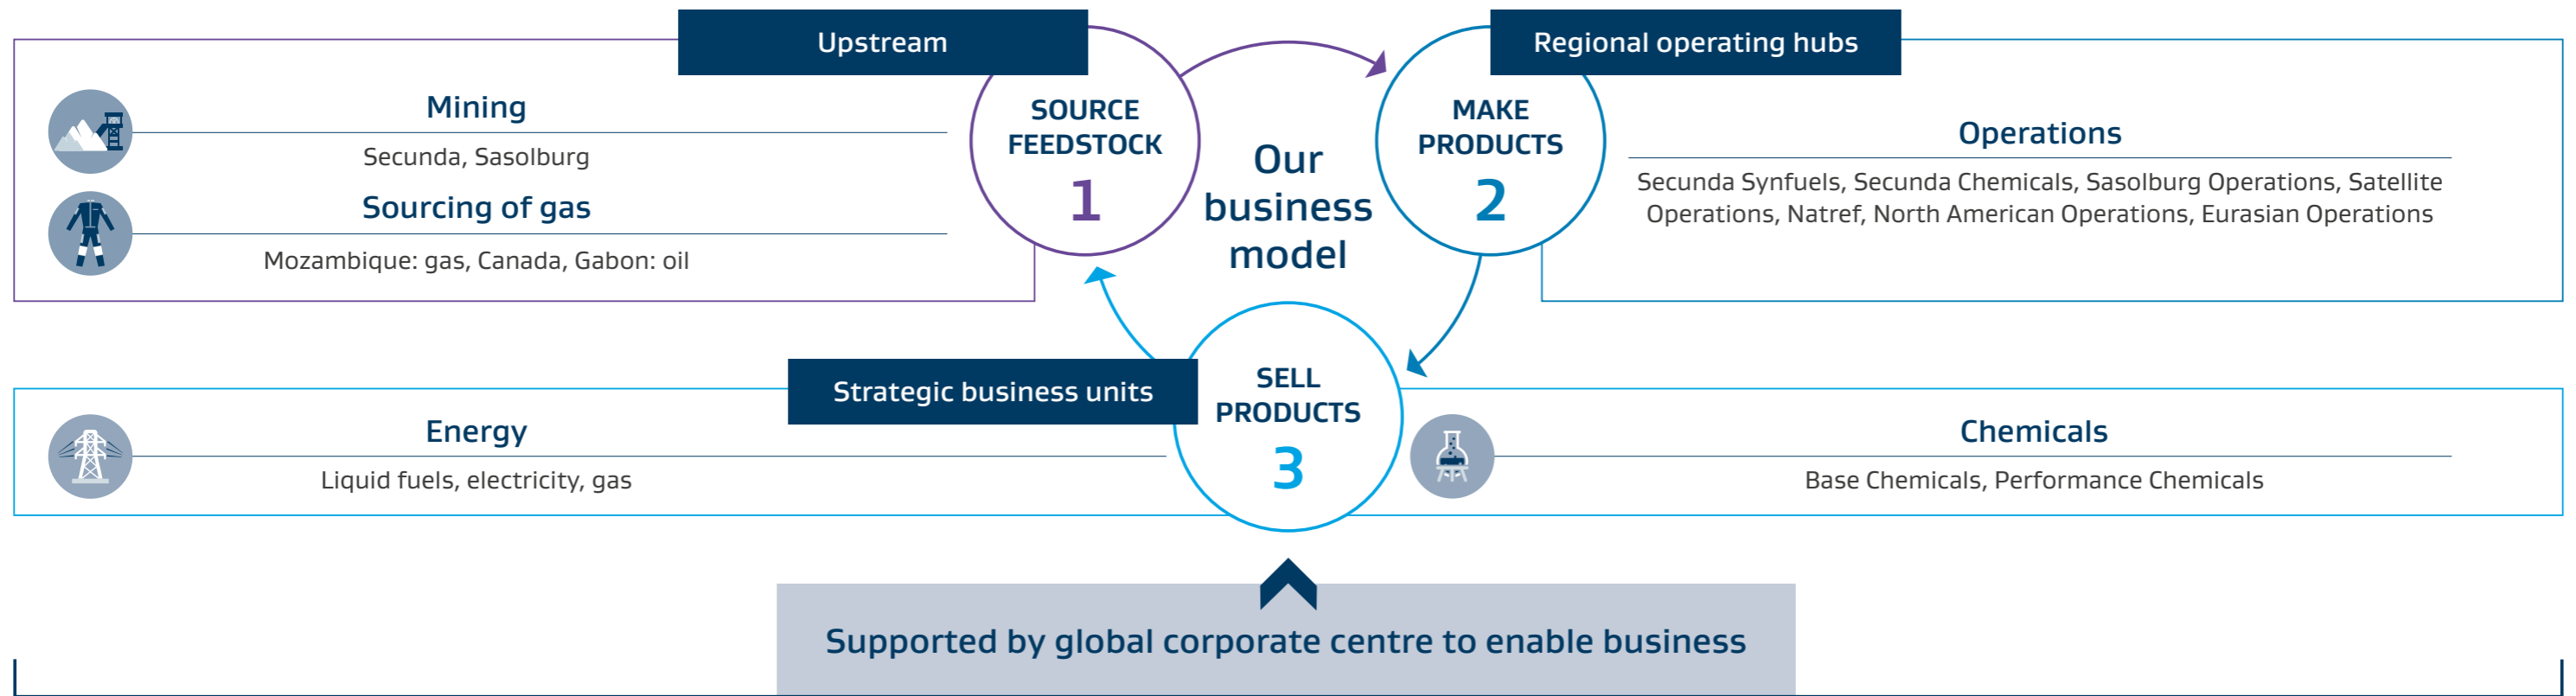 Upstream
Mining
Secunda, Sasolburg
Sourcing of gas
Mozambique: gas, Canada, Gabon: oil
SOURCE
FEEDSTOCK
1
Our
business
model
Regional operating hubs
MAKE
PRODUCTS
2
Operations
Secunda Synfuels, Secunda Chemicals, Sasolburg Operations, Satellite
Operations, Natref, North American Operations, Eurasian Operations
Strategic business units
SELL
PRODUCTS
3
Energy
Liquid fuels, electricity, gas
Chemicals
Base Chemicals, Performance Chemicals
Supported by global corporate centre to enable business